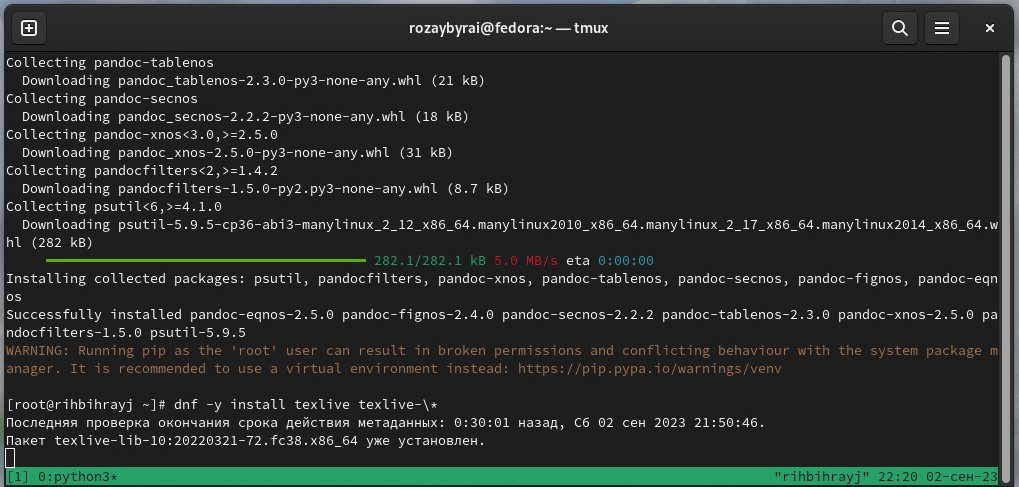 rozaybyrai@fedora:~ — tmux
Collecting pandoc-tablenos
Downloading pandoc_tablenos-2.3.0-py3-none-any.whl (21 kB)
Collecting pandoc-secnos
Downloading pandoc_secnos-2.2.2-py3-none-any.whl (18 kB)
Collecting pandoc-xnos<3.0,>=2.5.0
Downloading pandoc_xnos-2.5.0-py3-none-any.whl (31 kB)
Collecting pandocfilters<2,>=1.4.2
Downloading pandocfilters-1.5.0-py2.py3-none-any.whl (8.7 kB)
Collecting psutil<6,>=4.1.0
Downloading psutil-5.9.5-cp36-abi3-manylinux_2_12_x86_64.manylinux2010_x86_64.manylinux_2_17_x86_64.manylinux2014_x86_64.w
hl (282 kB)
282.1/282.1 kB 5.0 MB/s eta 0:00:00
Installing collected packages: psutil, pandocfilters, pandoc-xnos, pandoc-tablenos, pandoc-secnos, pandoc-fignos, pandoc-eqn
os
Successfully installed pandoc-eqnos-2.5.0 pandoc-fignos-2.4.0 pandoc-secnos-2.2.2 pandoc-tablenos-2.3.0 pandoc-xnos-2.5.0 pa
ndocfilters-1.5.0 psutil-5.9.5
WARNING: Running pip as the 'root' user can result in broken permissions and conflicting behaviour with the system package m
anager. It is recommended to use a virtual environment instead: https://pip.pypa.io/warnings/venv
[root@rihbihrayj ~]# dnf -y install texlive texlive-\*
Последняя проверка окончания срока действия метаданных: 0:30:01 назад, Сб 02 сен 2023 21:50:46.
Пакет texlive-lib-10:20220321-72.fc38.x86_64 уже установлен.
[1] 0:python3* "rihbihrayj" 22:20 02-сен-23